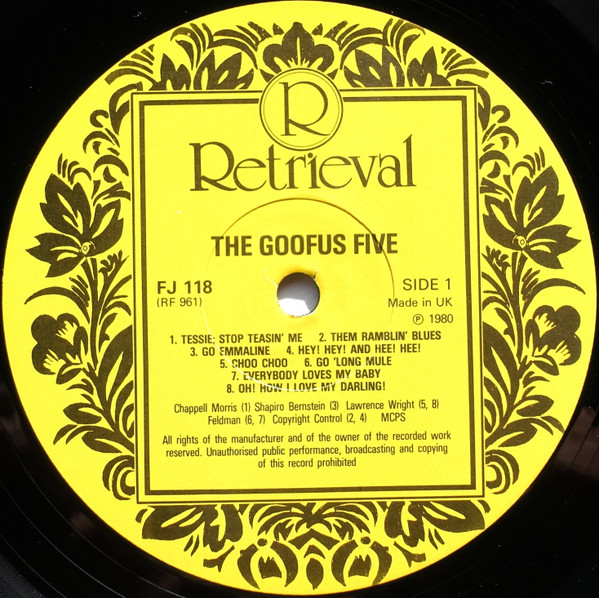 R
Retrieval
THE GOOFUS FIVE
FJ 118
(RF 961)
SIDE 1
Made in UK
℗ 1980
1. TESSIE; STOP TEASIN' ME 2. THEM RAMBLIN' BLUES
3. GO EMMALINE 4. HEY! HEY! AND HEE! HEE!
5. CHOO CHOO 6. GO 'LONG MULE
7. EVERYBODY LOVES MY BABY
8. OH! HOW I LOVE MY DARLING!
Chappell Morris (1) Shapiro Bernstein (3) Lawrence Wright (5, 8)
Feldman (6, 7) Copyright Control (2, 4) MCPS
All rights of the manufacturer and of the owner of the recorded work
reserved. Unauthorised public performance, broadcasting and copying
of this record prohibited